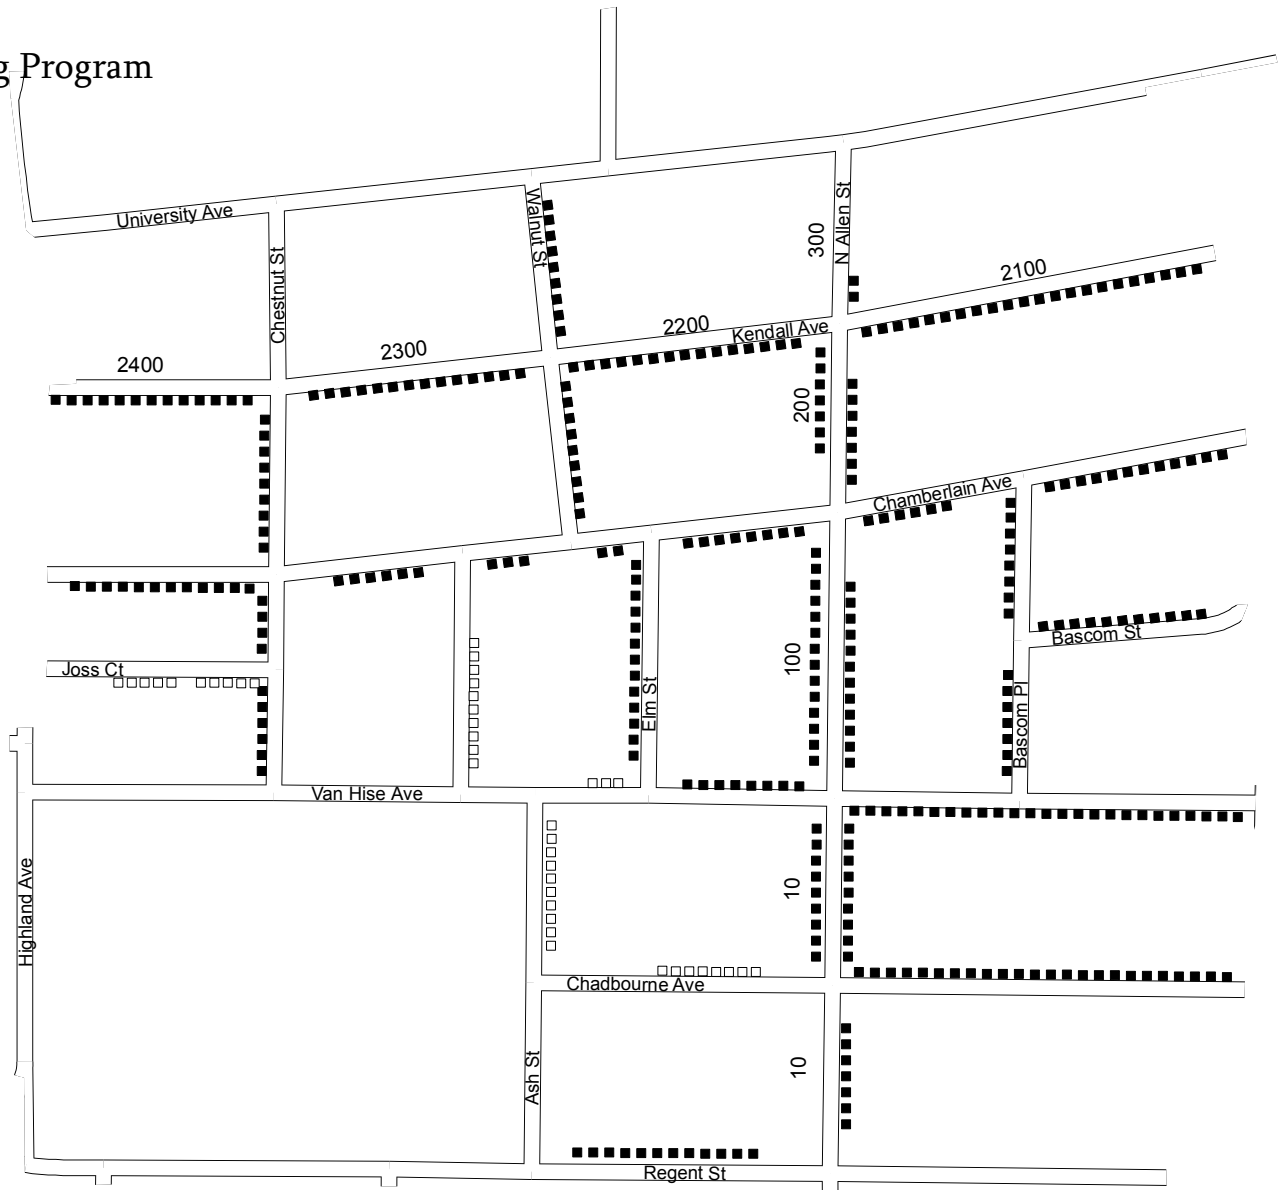 g Program
University Ave
Chestnut St
Walnut St
300
N Allen St
2100
2200
Kendall Ave
2300
2400
200
Chamberlain Ave
Joss Ct
Elm St
100
Bascom St
Bascom Pl
Van Hise Ave
Highland Ave
10
Chadbourne Ave
Ash St
10
Regent St